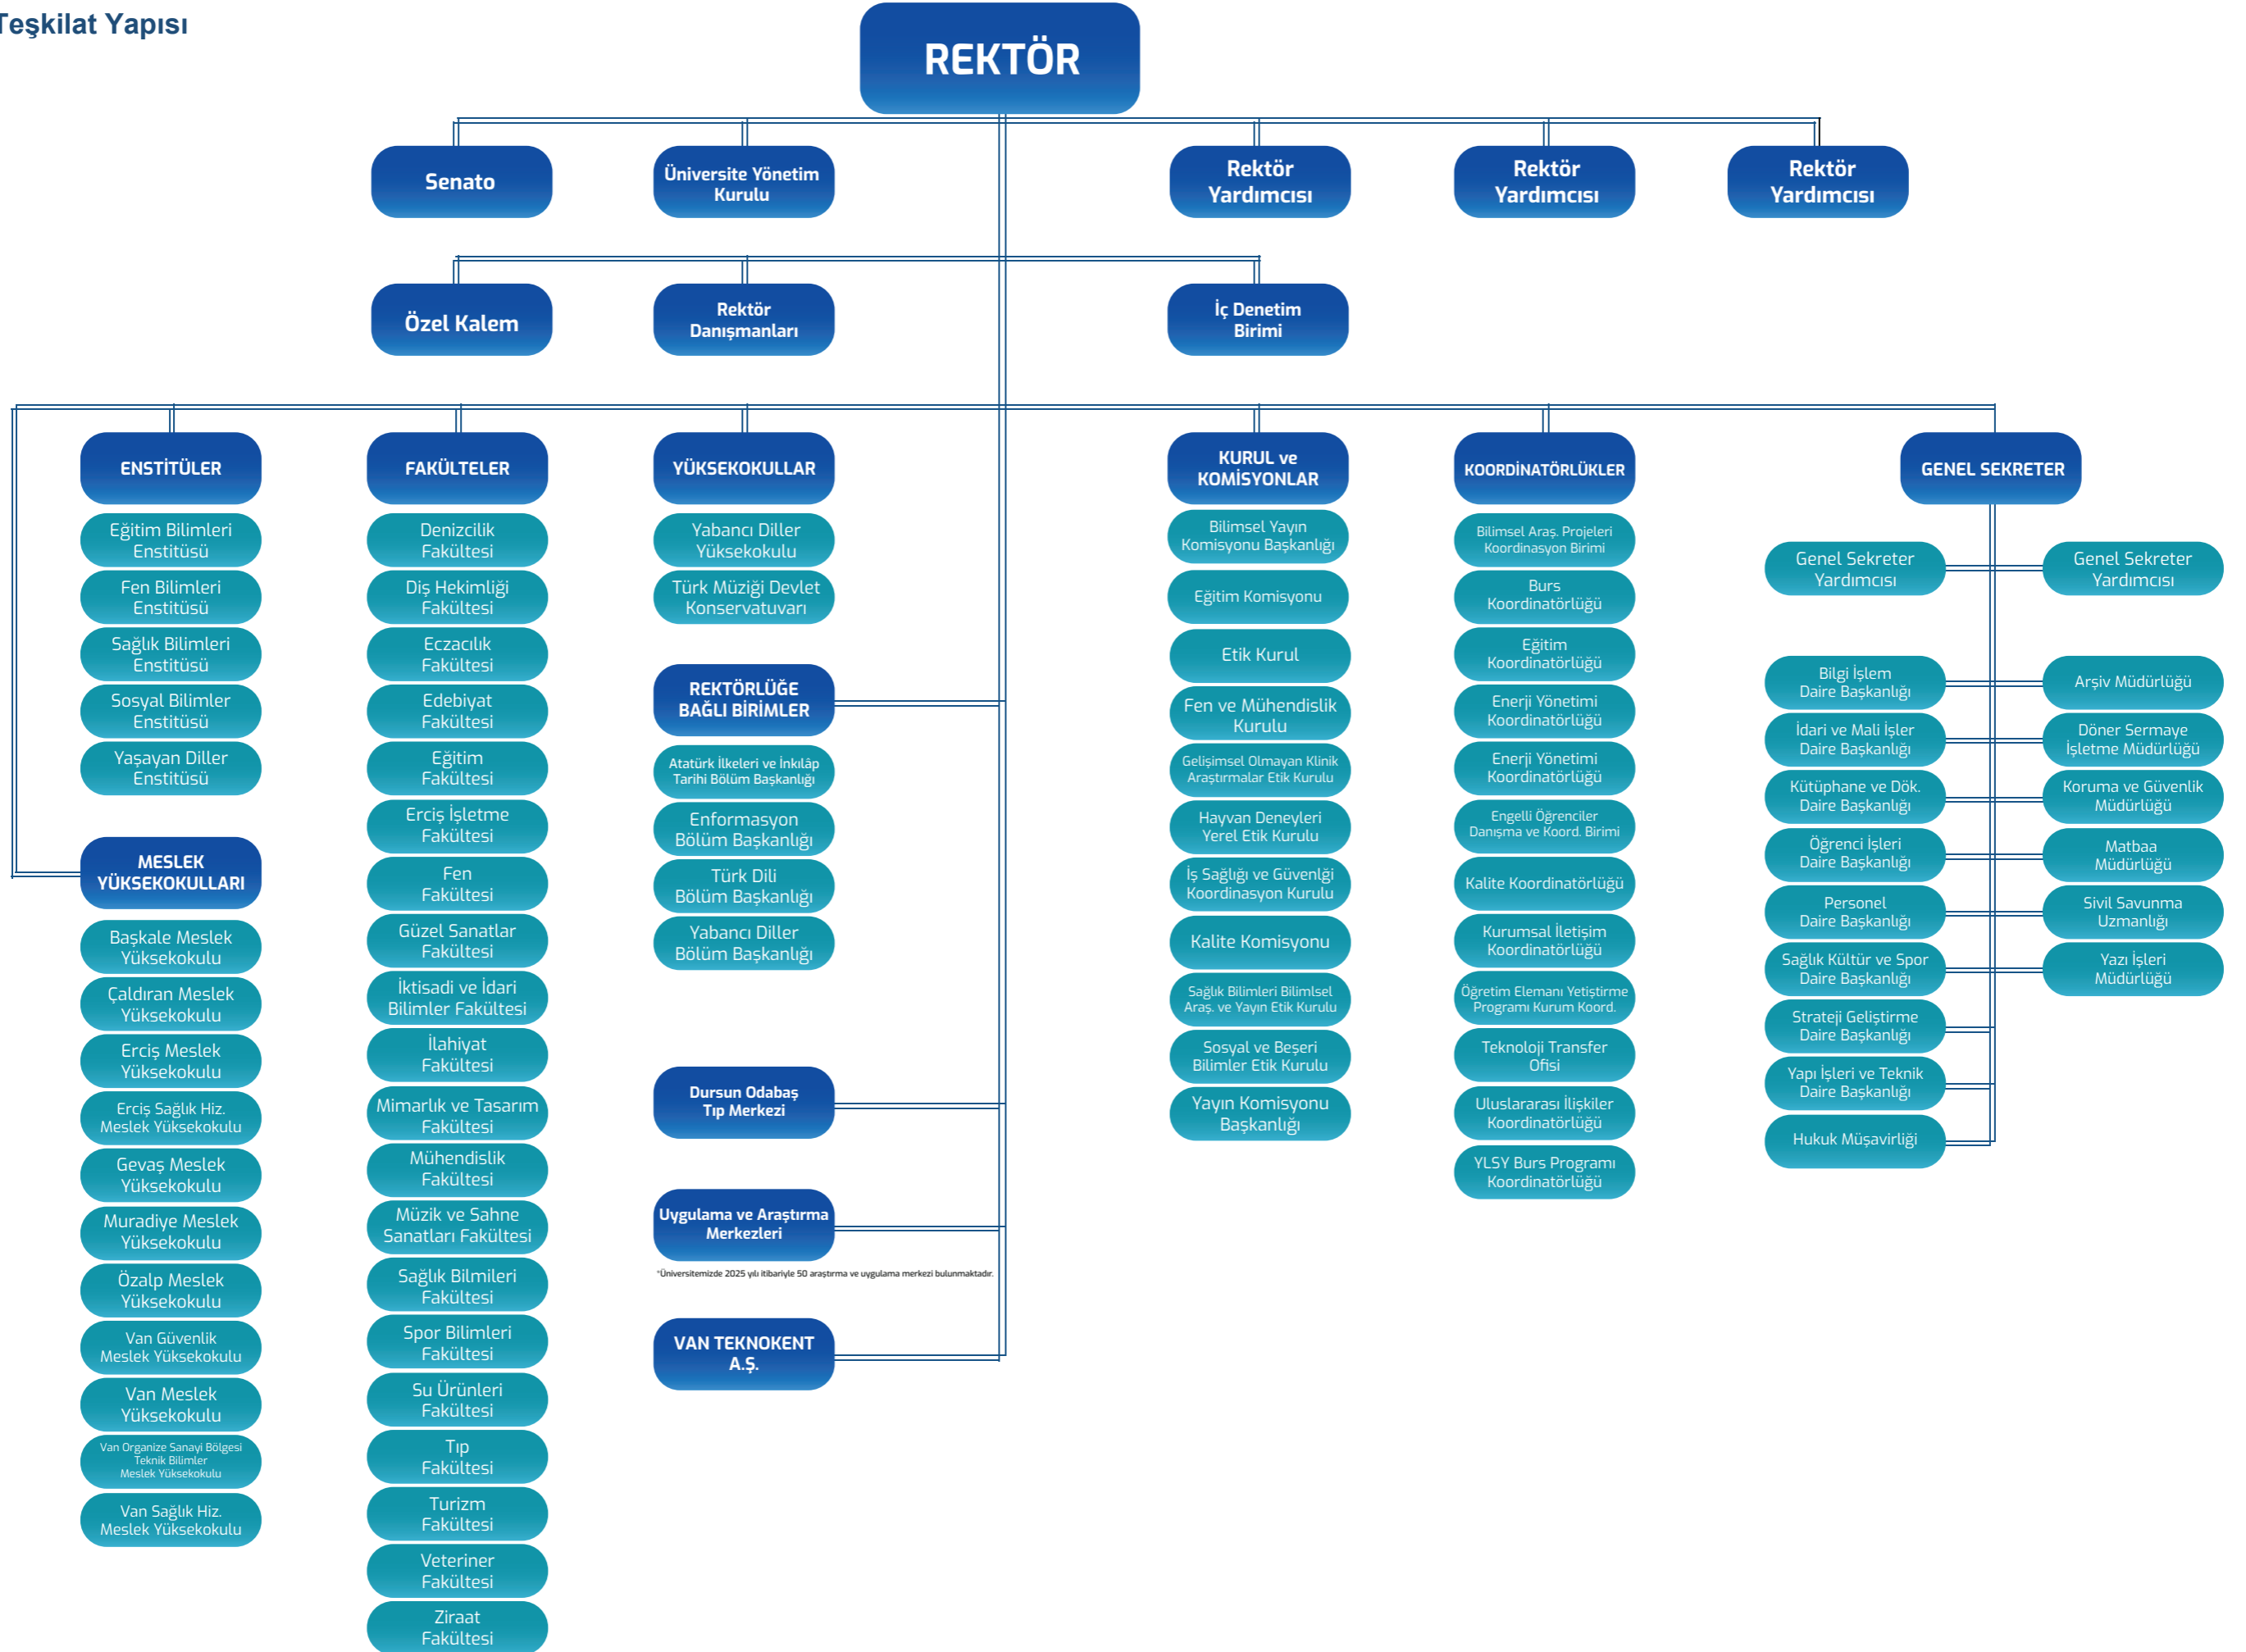 Teşkilat Yapısı
REKTÖR
Senato
Üniversite Yönetim
Kurulu
Rektör
Yardımcısı
Rektör
Yardımcısı
Rektör
Yardımcısı
Özel Kalem
Rektör
Danışmanları
İç Denetim
Birimi
ENSTİTÜLER
Eğitim Bilimleri
Enstitüsü
Fen Bilimleri
Enstitüsü
Sağlık Bilimleri
Enstitüsü
Sosyal Bilimler
Enstitüsü
Yaşayan Diller
Enstitüsü
MESLEK
YÜKSEKOKULLARI
Başkale Meslek
Yüksekokulu
Çaldıran Meslek
Yüksekokulu
Erciş Meslek
Yüksekokulu
Erciş Sağlık Hiz.
Meslek Yüksekokulu
Gevaş Meslek
Yüksekokulu
Muradiye Meslek
Yüksekokulu
Özalp Meslek
Yüksekokulu
Van Güvenlik
Meslek Yüksekokulu
Van Meslek
Yüksekokulu
Van Organize Sanayi Bölgesi
Teknik Bilimler
Meslek Yüksekokulu
Van Sağlık Hiz.
Meslek Yüksekokulu
FAKÜLTELER
Denizcilik
Fakültesi
Diş Hekimliği
Fakültesi
Eczacılık
Fakültesi
Edebiyat
Fakültesi
Eğitim
Fakültesi
Erciş İşletme
Fakültesi
Fen
Fakültesi
Güzel Sanatlar
Fakültesi
İktisadi ve İdari
Bilimler Fakültesi
İlahiyat
Fakültesi
Mimarlık ve Tasarım
Fakültesi
Mühendislik
Fakültesi
Müzik ve Sahne
Sanatları Fakültesi
Sağlık Bilmileri
Fakültesi
Spor Bilimleri
Fakültesi
Su Ürünleri
Fakültesi
Tıp
Fakültesi
Turizm
Fakültesi
Veteriner
Fakültesi
Ziraat
Fakültesi
YÜKSEKOKULLAR
Yabancı Diller
Yüksekokulu
Türk Müziği Devlet
Konservatuvarı
REKTÖRLÜĞE
BAĞLI BİRİMLER
Atatürk İlkeleri ve İnkılâp
Tarihi Bölüm Başkanlığı
Enformasyon
Bölüm Başkanlığı
Türk Dili
Bölüm Başkanlığı
Yabancı Diller
Bölüm Başkanlığı
Dursun Odabaş
Tıp Merkezi
Uygulama ve Araştırma
Merkezleri
*Üniversitemizde 2025 yılı itibariyle 50 araştırma ve uygulama merkezi bulunmaktadır.
VAN TEKNOKENT
A.Ş.
KURUL ve
KOMİSYONLAR
Bilimsel Yayın
Komisyonu Başkanlığı
Eğitim Komisyonu
Etik Kurul
Fen ve Mühendislik
Kurulu
Gelişimsel Olmayan Klinik
Araştırmalar Etik Kurulu
Hayvan Deneyleri
Yerel Etik Kurulu
İş Sağlığı ve Güvenlği
Koordinasyon Kurulu
Kalite Komisyonu
Sağlık Bilimleri Bilimlsel
Araş. ve Yayın Etik Kurulu
Sosyal ve Beşeri
Bilimler Etik Kurulu
Yayın Komisyonu
Başkanlığı
KOORDİNATÖRLÜKLER
Bilimsel Araş. Projeleri
Koordinasyon Birimi
Burs
Koordinatörlüğü
Eğitim
Koordinatörlüğü
Enerji Yönetimi
Koordinatörlüğü
Enerji Yönetimi
Koordinatörlüğü
Engelli Öğrenciler
Danışma ve Koord. Birimi
Kalite Koordinatörlüğü
Kurumsal İletişim
Koordinatörlüğü
Öğretim Elemanı Yetiştirme
Programı Kurum Koord.
Teknoloji Transfer
Ofisi
Uluslararası İlişkiler
Koordinatörlüğü
YLSY Burs Programı
Koordinatörlüğü
GENEL SEKRETER
Genel Sekreter
Yardımcısı
Genel Sekreter
Yardımcısı
Bilgi İşlem
Daire Başkanlığı
İdari ve Mali İşler
Daire Başkanlığı
Kütüphane ve Dök.
Daire Başkanlığı
Öğrenci İşleri
Daire Başkanlığı
Personel
Daire Başkanlığı
Sağlık Kültür ve Spor
Daire Başkanlığı
Strateji Geliştirme
Daire Başkanlığı
Yapı İşleri ve Teknik
Daire Başkanlığı
Hukuk Müşavirliği
Arşiv Müdürlüğü
Döner Sermaye
İşletme Müdürlüğü
Koruma ve Güvenlik
Müdürlüğü
Matbaa
Müdürlüğü
Sivil Savunma
Uzmanlığı
Yazı İşleri
Müdürlüğü